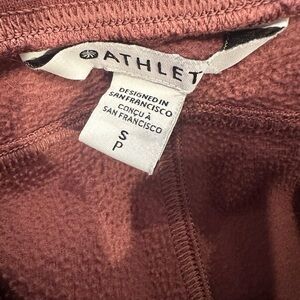 ATHLET
DESIGNED IN
SAN FRANCISCO
CONÇU À
SAN FRANCISCO
S
P